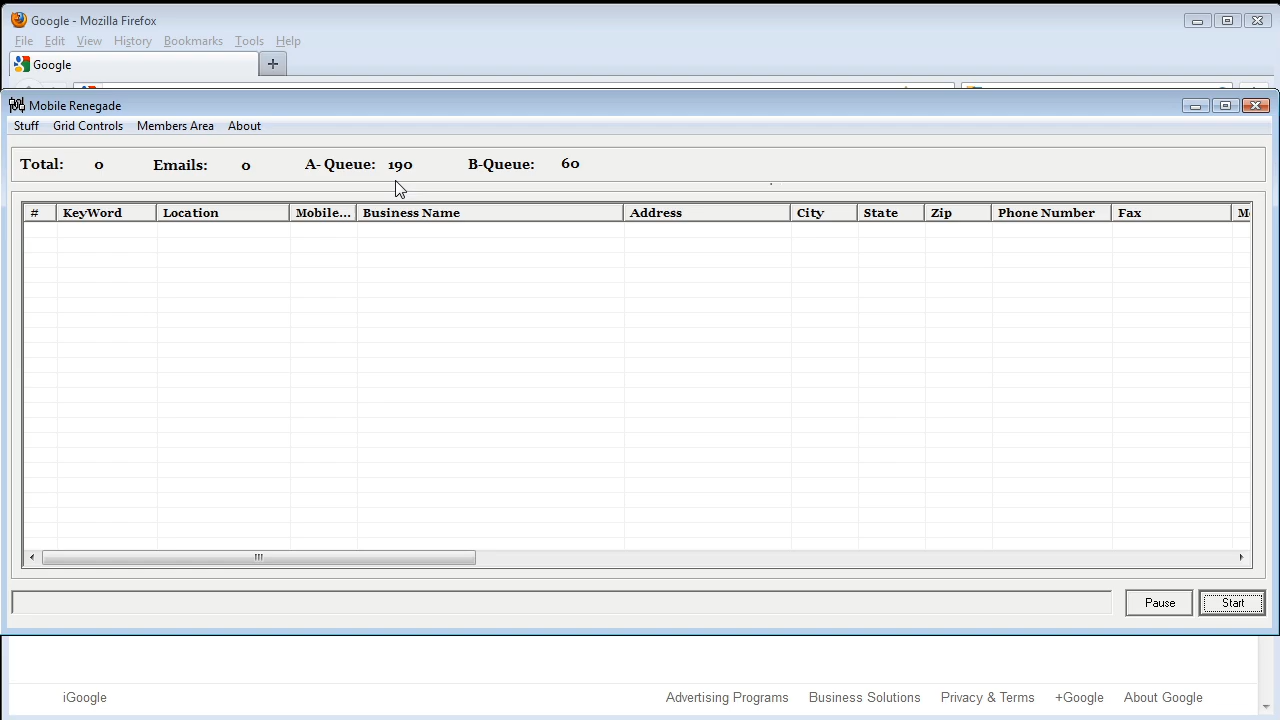 Google - Mozilla Firefox
File Edit View History Bookmarks Tools Help
Google
Mobile Renegade
Stuff Grid Controls Members Area About
Total: 0 Emails: 0 A- Queue: 190 B-Queue: 60
# KeyWord Location Mobile... Business Name Address City State Zip Phone Number Fax
Pause Start
iGoogle Advertising Programs Business Solutions Privacy & Terms +Google About Google